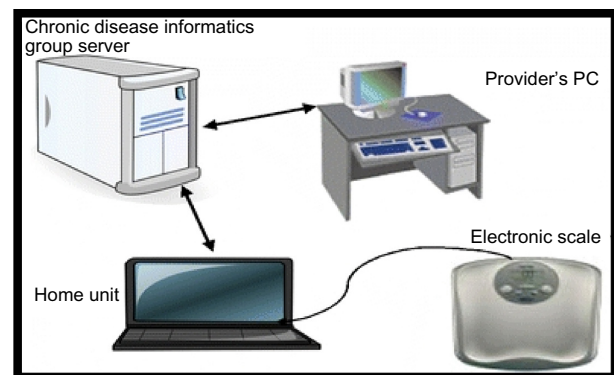 Chronic disease informatics
group server
Provider's PC
Electronic scale
Home unit